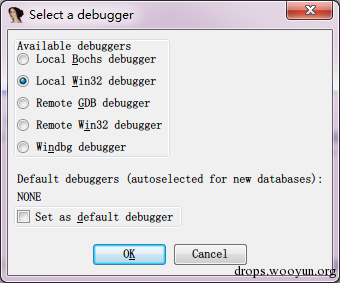 Select a debugger
Available debuggers
Local Bochs debugger
Local Win32 debugger
Remote GDB debugger
Remote Win32 debugger
Windbg debugger
Default debuggers (autoselected for new databases):
NONE
Set as default debugger
OK Cancel
drops.wooyun.org